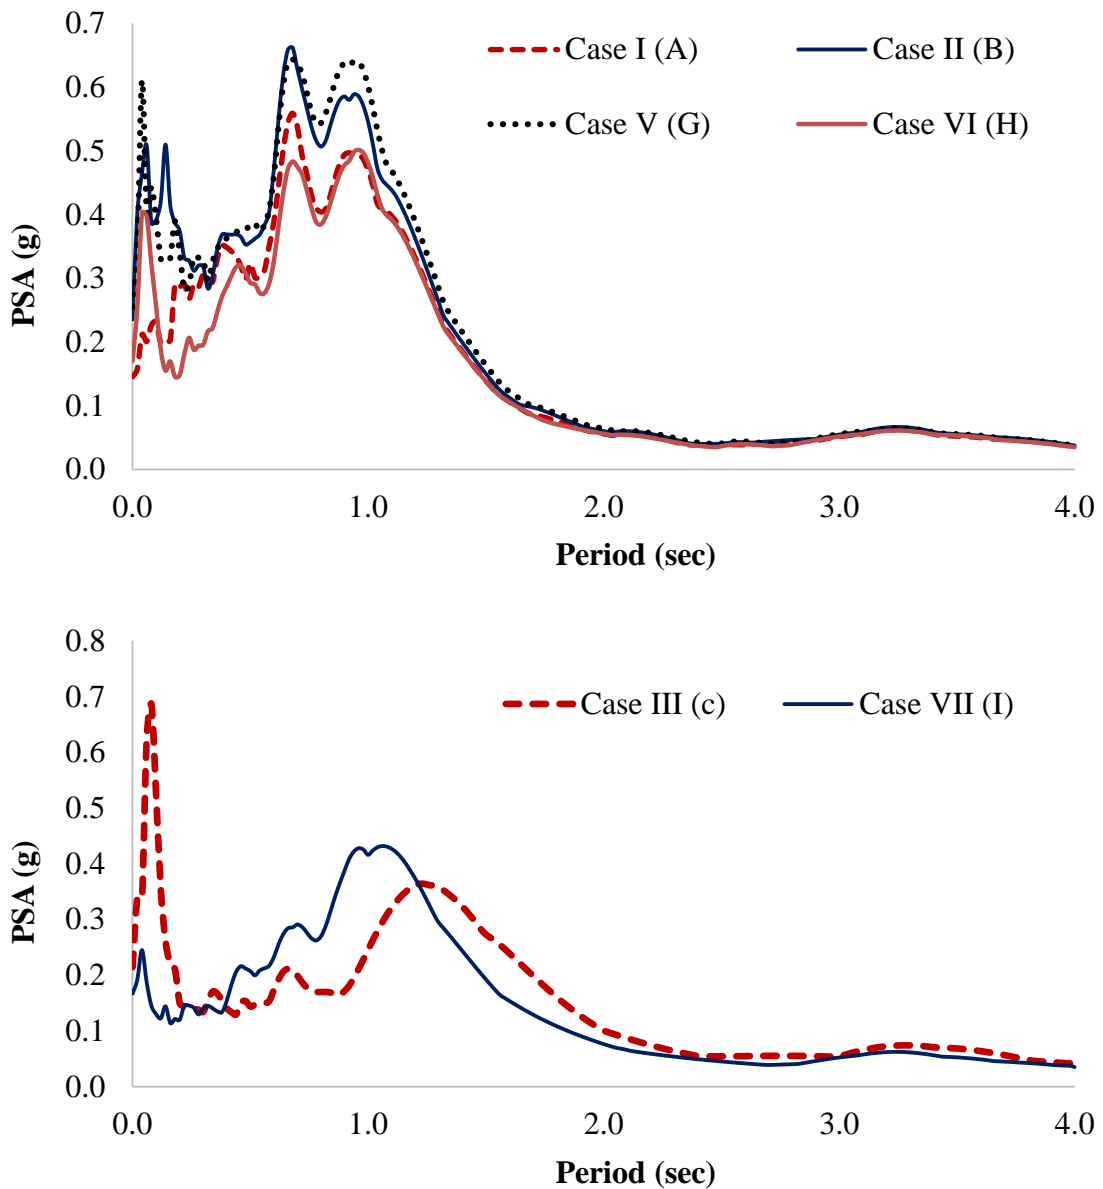 0.7
Case I (A) Case II (B)
0.6
Case V (G) Case VI (H)
0.5
0.4
0.3
0.2
0.1
0.0
PSA (g)
0.0 1.0 2.0 3.0 4.0
Period (sec)
0.8
0.7
Case III (c) Case VII (I)
0.6
0.5
0.4
0.3
0.2
0.1
0.0
PSA (g)
0.0 1.0 2.0 3.0 4.0
Period (sec)